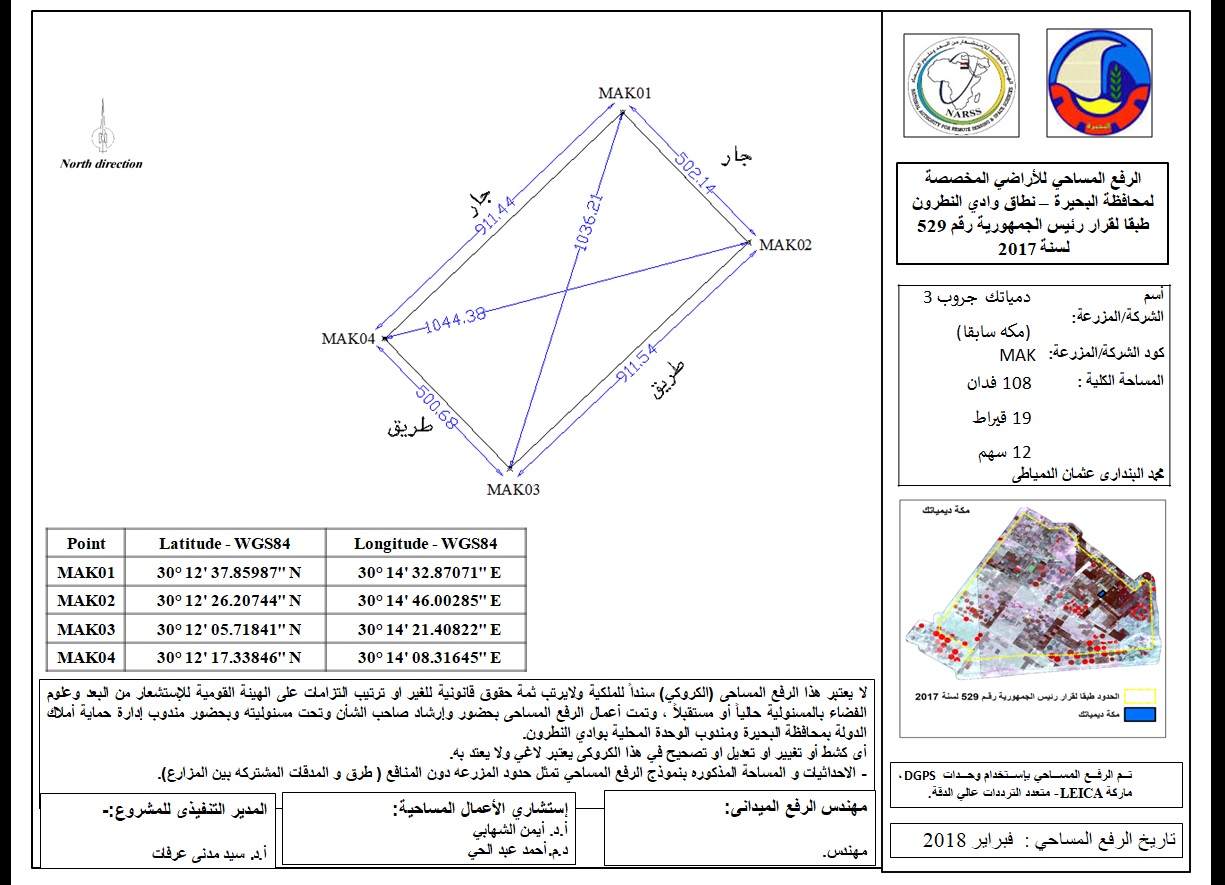 MAK01
جار
502.14
جار
911.44
1036.21
North direction
MAK02
1044.38
MAK04
911.54
طريق
500.68
طريق
MAK03
Point Latitude - WGS84 Longitude - WGS84
MAK01 30° 12' 37.85987" N 30° 14' 32.87071" E
MAK02 30° 12' 26.20744" N 30° 14' 46.00285" E
MAK03 30° 12' 05.71841" N 30° 14' 21.40822" E
MAK04 30° 12' 17.33846" N 30° 14' 08.31645" E
لا يعتبر هذا الرفع المساحى (الكروكي) سنداً للملكية ولايرتب ثمة حقوق قانونية للغير او ترتيب التزامات على الهيئة القومية للإستشعار من البعد وعلوم
الفضاء بالمسئولية حالياً أو مستقبلاً ، وتمت أعمال الرفع المساحى بحضور وإرشاد صاحب الشأن وتحت مسئوليته وبحضور مندوب إدارة حماية أملاك
الدولة بمحافظة البحيرة ومندوب الوحدة المحلية بوادي النطرون.
أى كشط أو تغيير او تعديل او تصحيح في هذا الكروكى يعتبر لاغي ولا يعتد به.
- الاحداثيات و المساحة المذكوره بنموذج الرفع المساحي تمثل حدود المزرعه دون المنافع ( طرق و المدقات المشتركه بين المزارع).
مهندس الرفع الميدانى:
مهندس.
إستشاري الأعمال المساحية:
أ.د. أيمن الشهابي
د.م.أحمد عبد الحي
المدير التنفيذى للمشروع:-
أ.د. سيد مدنى عرفات
NARSS
NATIONAL AUTHORITY FOR REMOTE SENSING & SPACE SCIENCES
البحيرة
الرفع المساحي للأراضي المخصصة
لمحافظة البحيرة – نطاق وادي النطرون
طبقا لقرار رئيس الجمهورية رقم 529
لسنة 2017
أسم
الشركة/المزرعة:
دمياتك جروب 3
(مكه سابقا)
كود الشركة/المزرعة: MAK
المساحة الكلية : 108 فدان
19 قيراط
12 سهم
محمد البندارى عثمان الدمياطى
مكة ديمياتك
الحدود طبقا لقرار رئيس الجمهورية رقم 529 لسنة 2017
مكة ديمياتك
تـم الرفـع المسـاحي بإسـتخدام وحـدات DGPS ،
ماركة LEICA- متعدد الترددات عالي الدقة.
تاريخ الرفع المساحي : فبراير 2018